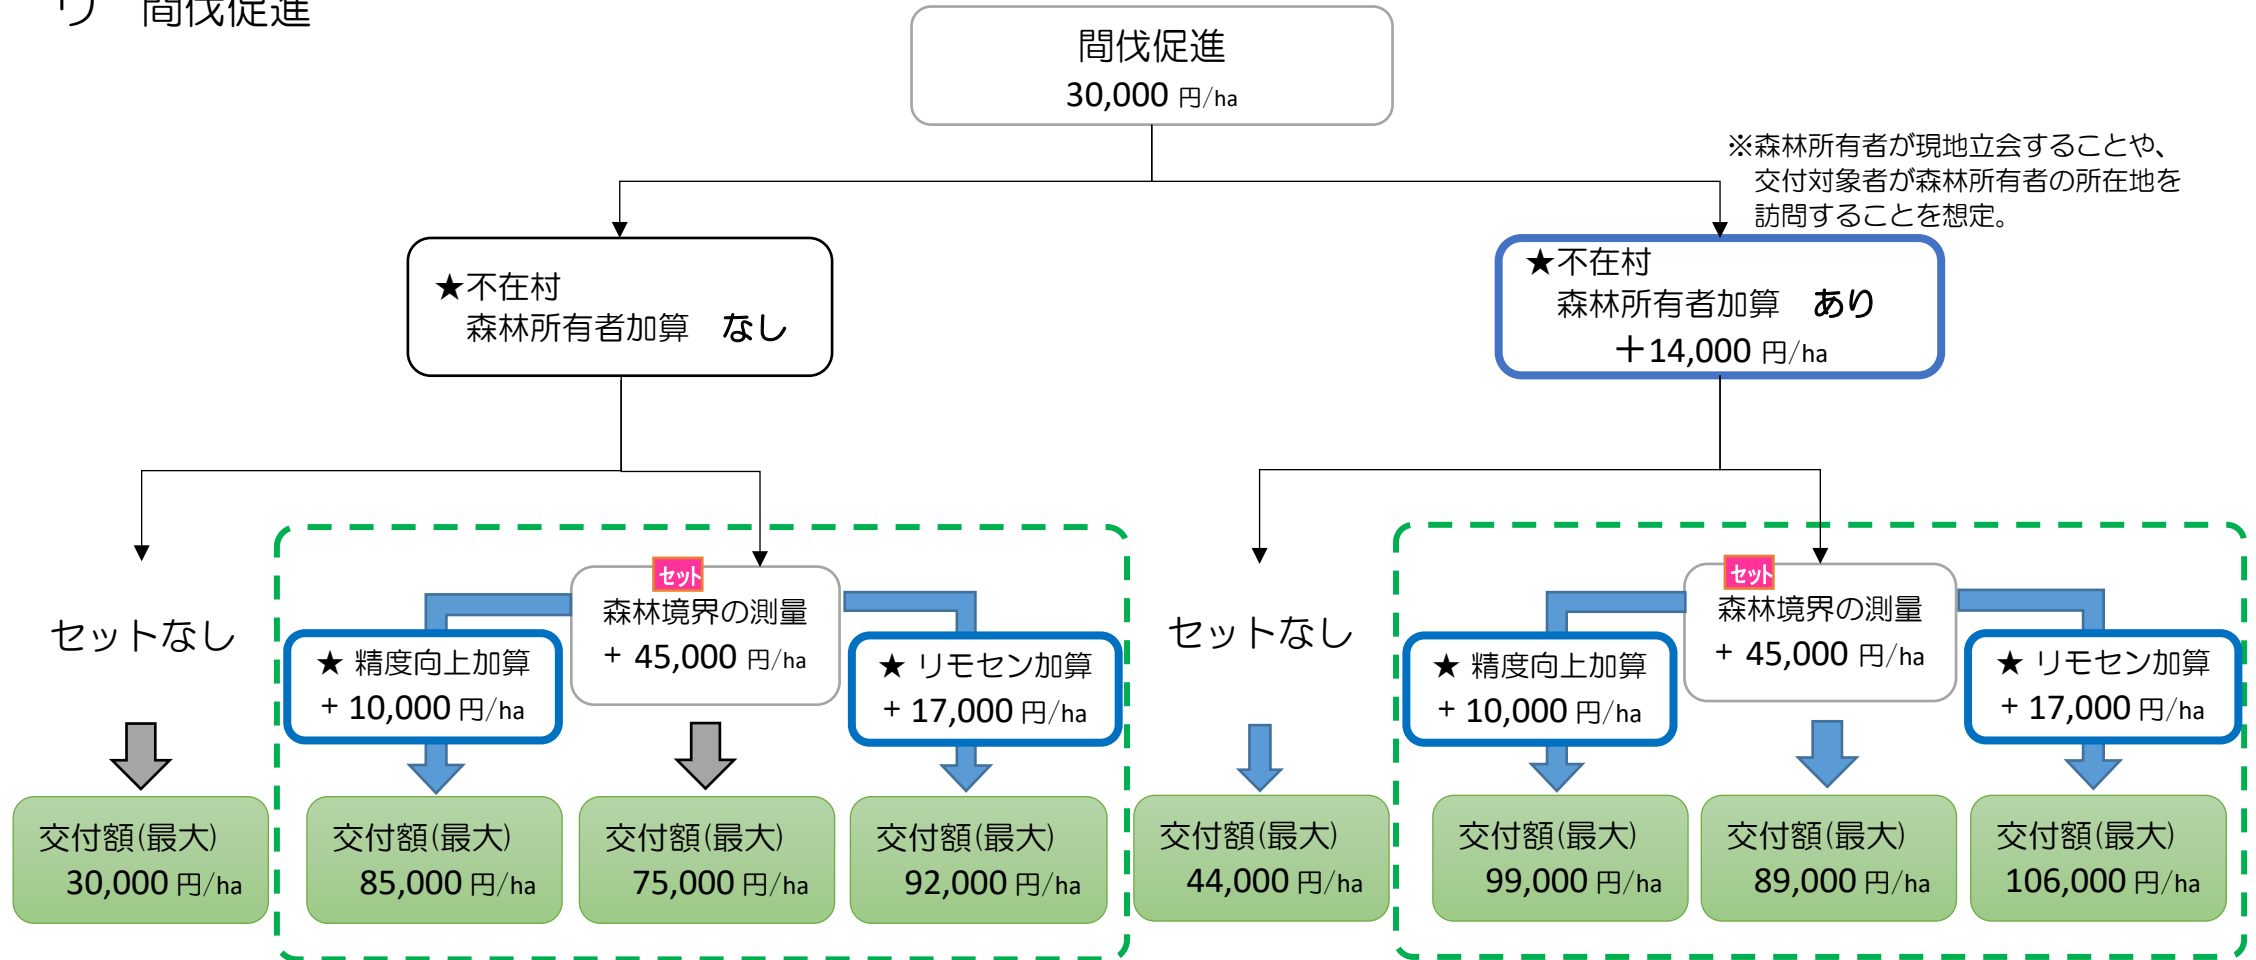 間伐促進
間伐促進
30,000 円/ha
※森林所有者が現地立会することや、
交付対象者が森林所有者の所在地を
訪問することを想定。
★不在村
森林所有者加算 なし
★不在村
森林所有者加算 あり
＋14,000 円/ha
セットなし
セット
森林境界の測量
+ 45,000 円/ha
★ 精度向上加算
+ 10,000 円/ha
★ リモセン加算
+ 17,000 円/ha
セットなし
セット
森林境界の測量
+ 45,000 円/ha
★ 精度向上加算
+ 10,000 円/ha
★ リモセン加算
+ 17,000 円/ha
交付額(最大)
30,000 円/ha
交付額(最大)
85,000 円/ha
交付額(最大)
75,000 円/ha
交付額(最大)
92,000 円/ha
交付額(最大)
44,000 円/ha
交付額(最大)
99,000 円/ha
交付額(最大)
89,000 円/ha
交付額(最大)
106,000 円/ha